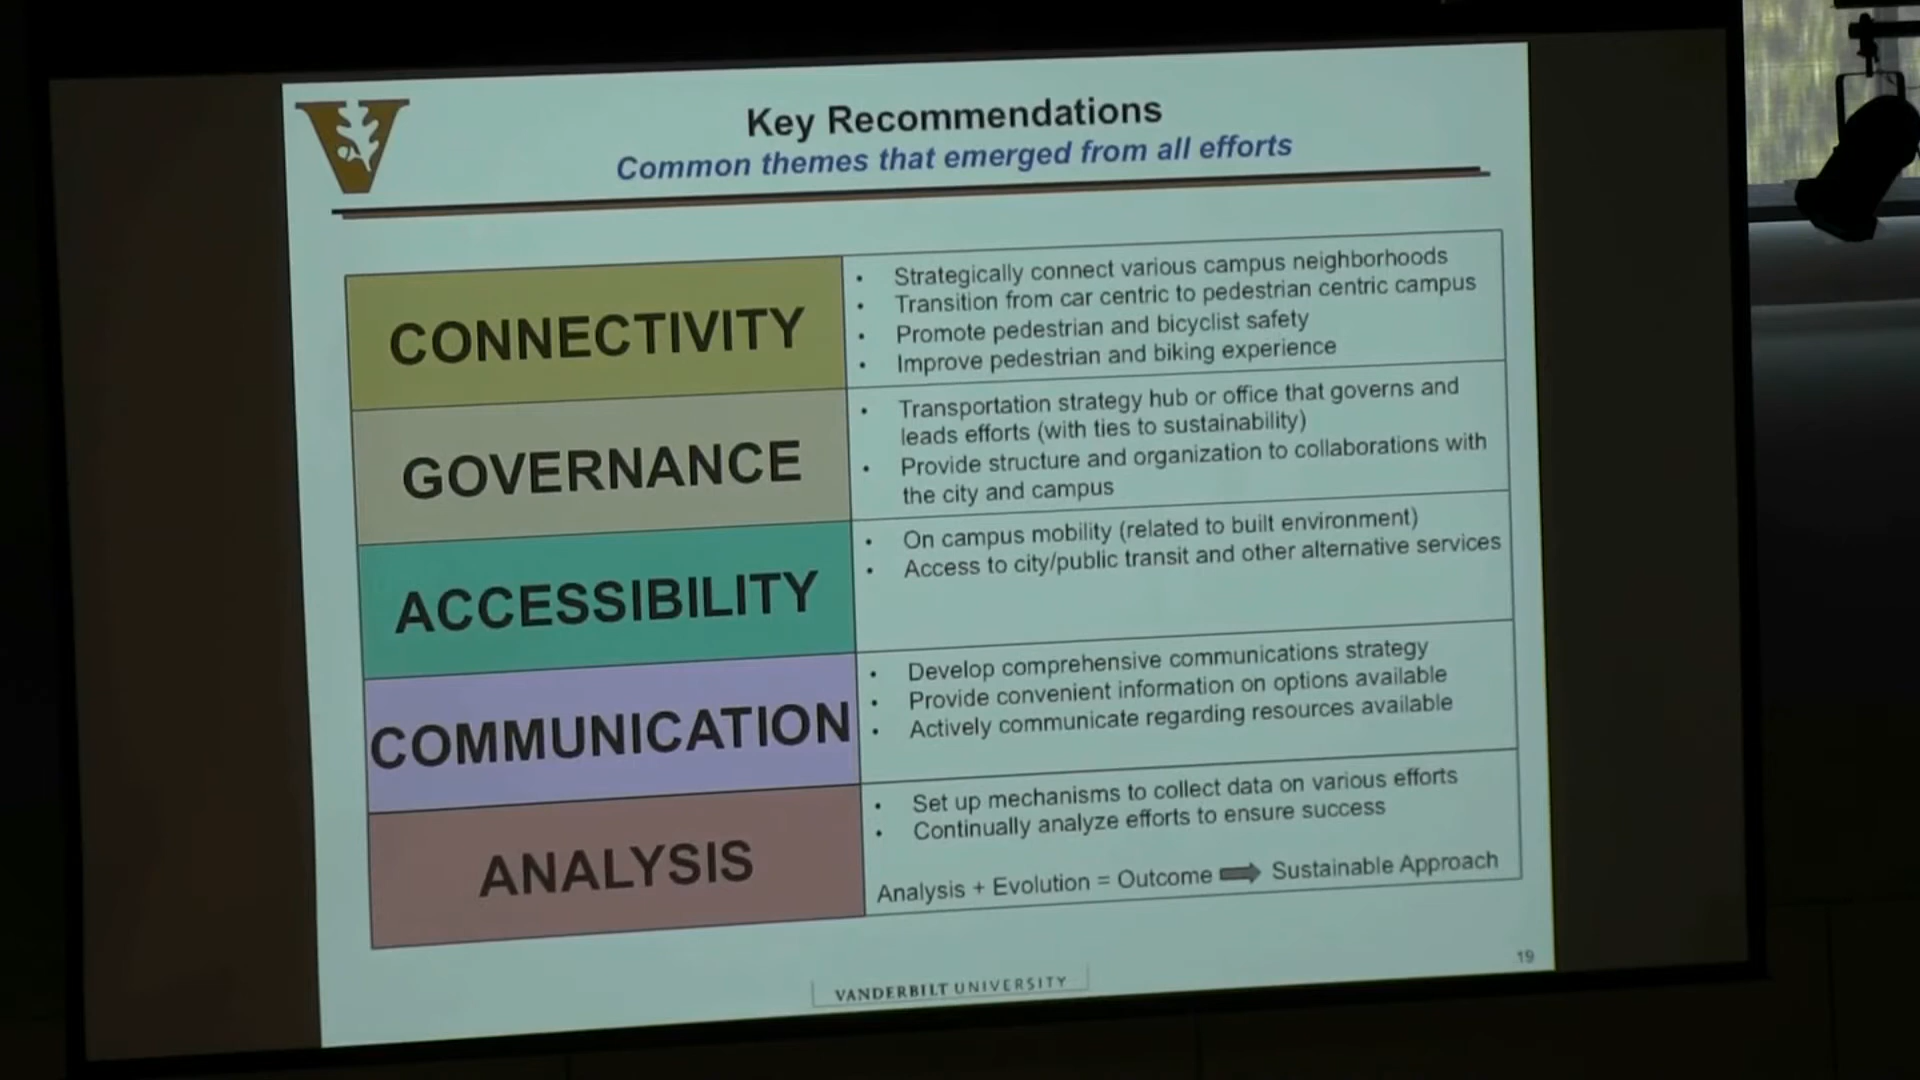 Key Recommendations
Common themes that emerged from all efforts
CONNECTIVITY
• Strategically connect various campus neighborhoods
• Transition from car centric to pedestrian centric campus
• Promote pedestrian and bicyclist safety
• Improve pedestrian and biking experience
GOVERNANCE
• Transportation strategy hub or office that governs and
leads efforts (with ties to sustainability)
• Provide structure and organization to collaborations with
the city and campus
ACCESSIBILITY
• On campus mobility (related to built environment)
• Access to city/public transit and other alternative services
COMMUNICATION
• Develop comprehensive communications strategy
• Provide convenient information on options available
• Actively communicate regarding resources available
ANALYSIS
• Set up mechanisms to collect data on various efforts
• Continually analyze efforts to ensure success
Analysis + Evolution = Outcome ➡ Sustainable Approach
19
VANDERBILT UNIVERSITY